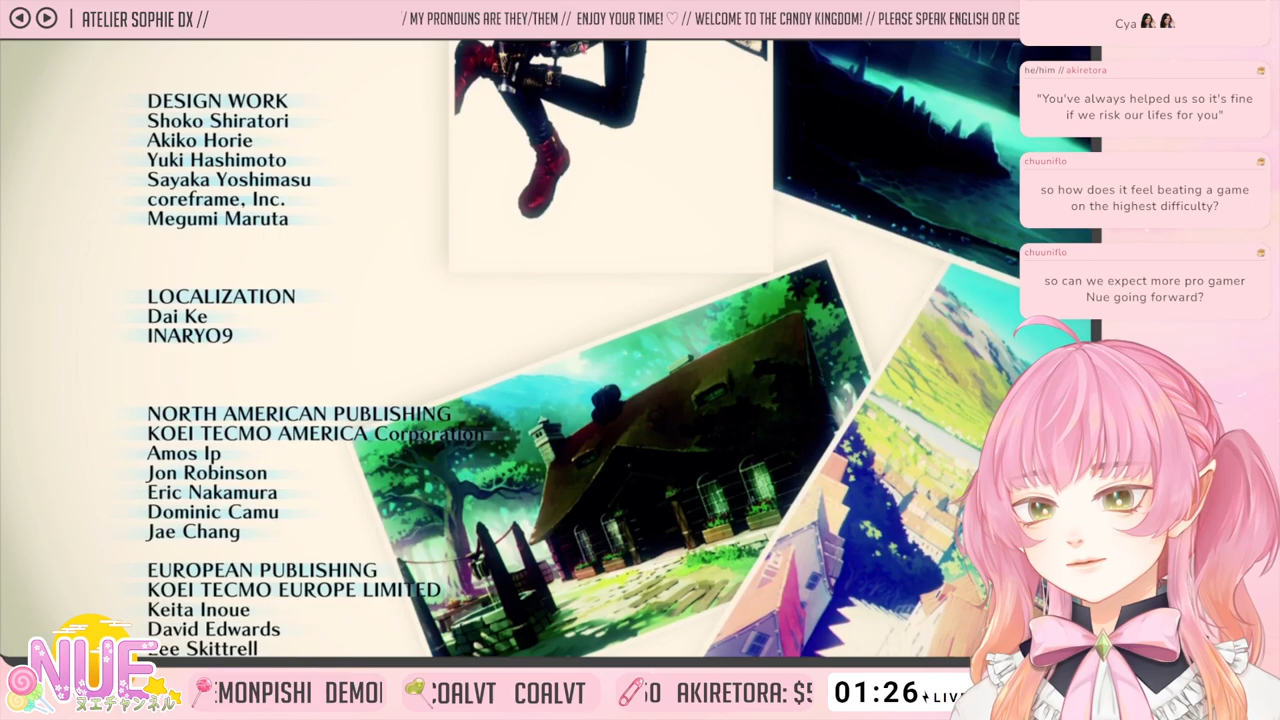 ATELIER SOPHIE DX //
/ MY PRONOUNS ARE THEY/THEM // ENJOY YOUR TIME! ♡ // WELCOME TO THE CANDY KINGDOM! // PLEASE SPEAK ENGLISH OR GE
Cya
he/him // akiretora
"You've always helped us so it's fine
if we risk our lifes for you"
chuuniflo
so how does it feel beating a game
on the highest difficulty?
chuuniflo
so can we expect more pro gamer
Nue going forward?
DESIGN WORK
Shoko Shiratori
Akiko Horie
Yuki Hashimoto
Sayaka Yoshimasu
coreframe, Inc.
Megumi Maruta
LOCALIZATION
Dai Ke
INARYO9
NORTH AMERICAN PUBLISHING
KOEI TECMO AMERICA Corporation
Amos Ip
Jon Robinson
Eric Nakamura
Dominic Camu
Jae Chang
EUROPEAN PUBLISHING
KOEI TECMO EUROPE LIMITED
Keita Inoue
David Edwards
Lee Skittrell
NUE
ヌエチャンネル
EMONPISHI DEMO
COALVT COALVT
50 AKIRETORA: $5
01:26 LIVE